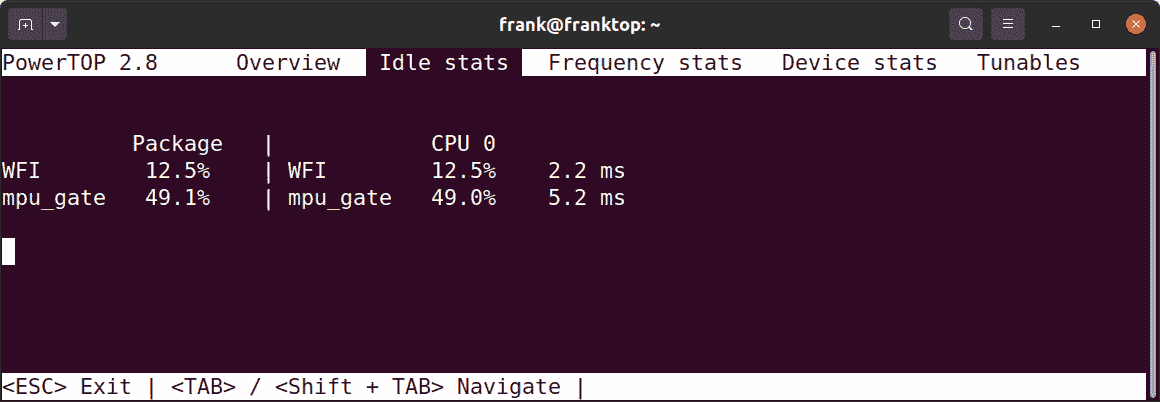 frank@franktop: ~
PowerTOP 2.8 Overview Idle stats Frequency stats Device stats Tunables
Package | CPU 0
WFI 12.5% | WFI 12.5% 2.2 ms
mpu_gate 49.1% | mpu_gate 49.0% 5.2 ms
<ESC> Exit | <TAB> / <Shift + TAB> Navigate |